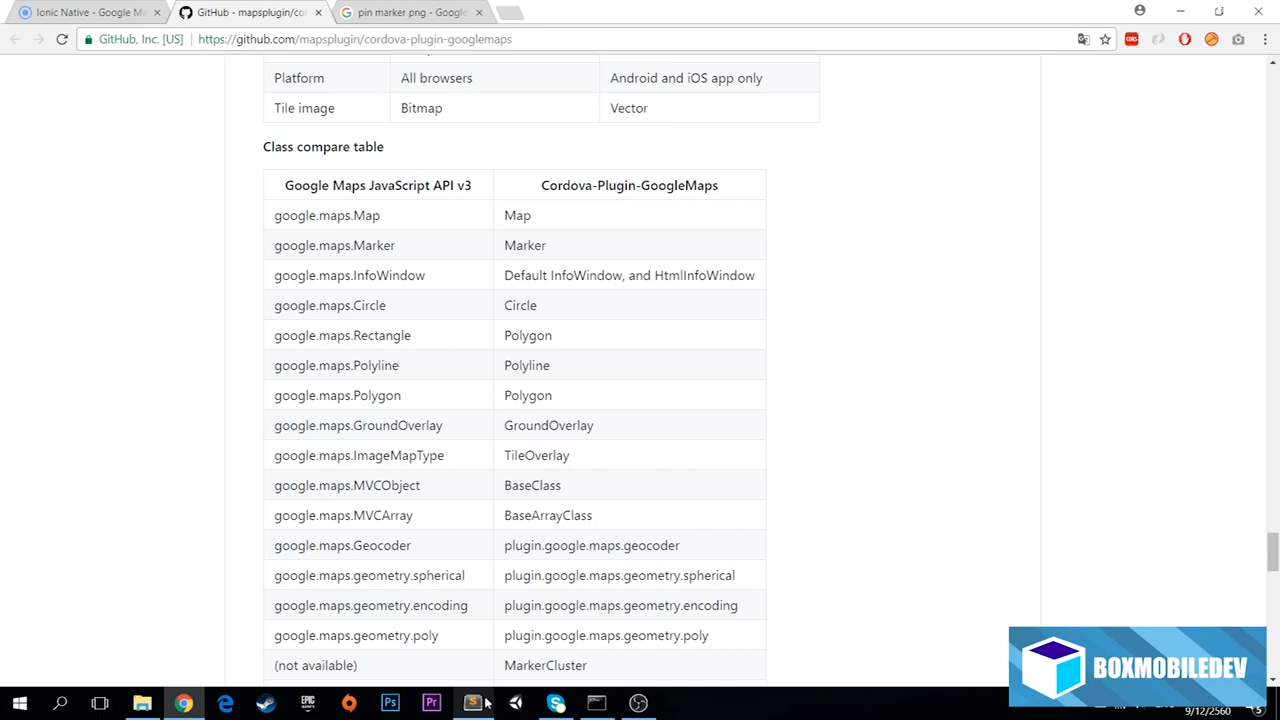 Ionic Native - Google M
GitHub - mapsplugin/co
pin marker png - Google
GitHub, Inc. [US]
https://github.com/mapsplugin/cordova-plugin-googlemaps
Platform All browsers Android and iOS app only
Tile image Bitmap Vector
Class compare table
Google Maps JavaScript API v3 Cordova-Plugin-GoogleMaps
google.maps.Map Map
google.maps.Marker Marker
google.maps.InfoWindow Default InfoWindow, and HtmlInfoWindow
google.maps.Circle Circle
google.maps.Rectangle Polygon
google.maps.Polyline Polyline
google.maps.Polygon Polygon
google.maps.GroundOverlay GroundOverlay
google.maps.ImageMapType TileOverlay
google.maps.MVCObject BaseClass
google.maps.MVCArray BaseArrayClass
google.maps.Geocoder plugin.google.maps.geocoder
google.maps.geometry.spherical plugin.google.maps.geometry.spherical
google.maps.geometry.encoding plugin.google.maps.geometry.encoding
google.maps.geometry.poly plugin.google.maps.geometry.poly
(not available) MarkerCluster
BOXMOBILEDEV
EPIC
Ps
Pr
9/12/2560